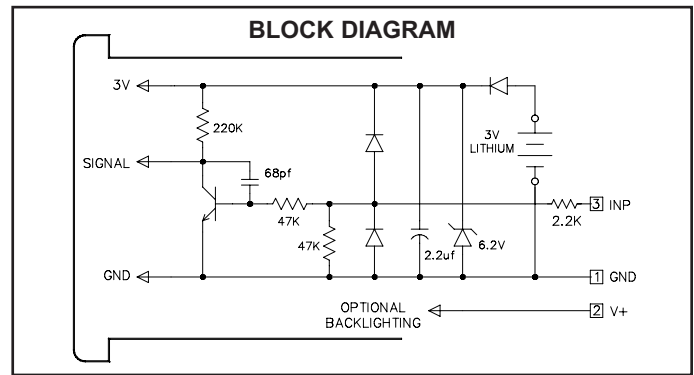 BLOCK DIAGRAM
3V
220K
3V
LITHIUM
SIGNAL
68pf
47K
3 INP
2.2K
47K
2.2uf
6.2V
GND
1 GND
OPTIONAL
BACKLIGHTING
2 V+